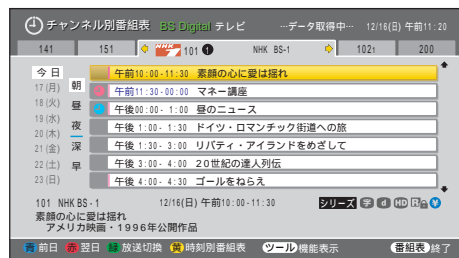 チャンネル別番組表 BS Digital テレビ …データ取得中… 12/16(日) 午前11:20
141 151 NHK 101 ❶ NHK BS-1 1021 200
今日
17(月) 朝
18(火) 昼
19(水)
20(木) 夜
21(金) 深
22(土) 早
23(日)
午前10:00-11:30 素顔の心に愛は揺れ
午前11:30-00:00 マネー講座
午後00:00- 1:00 昼のニュース
午後 1:00- 1:30 ドイツ・ロマンチック街道への旅
午後 1:30- 3:00 リバティ・アイランドをめざして
午後 3:00- 4:00 20世紀の達人列伝
午後 4:00- 4:30 ゴールをねらえ
101 NHK BS-1 12/16(日) 午前10:00-11:30 シリーズ 字 d HD R ¥
素顔の心に愛は揺れ
アメリカ映画・1996年公開作品
青 前日 赤 翌日 緑 放送切換 黄 時刻別番組表 ツール 機能表示 番組表 終了